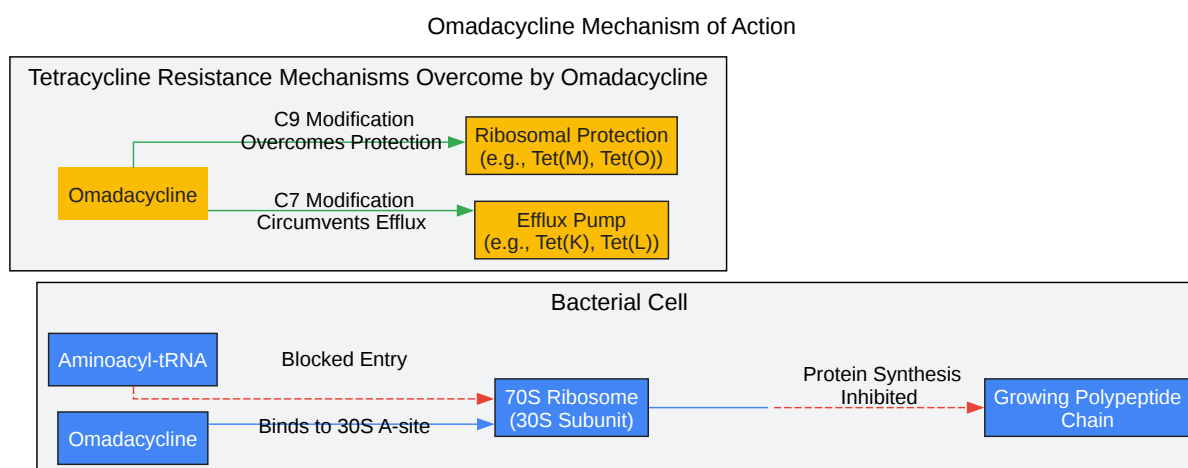 Omadacycline Mechanism of Action
Tetracycline Resistance Mechanisms Overcome by Omadacycline
C9 Modification
Overcomes Protection
Ribosomal Protection
(e.g., Tet(M), Tet(O))
Omadacycline
C7 Modification
Circumvents Efflux
Efflux Pump
(e.g., Tet(K), Tet(L))
Bacterial Cell
Aminoacyl-tRNA
Blocked Entry
Omadacycline
Binds to 30S A-site
70S Ribosome
(30S Subunit)
Protein Synthesis
Inhibited
Growing Polypeptide
Chain